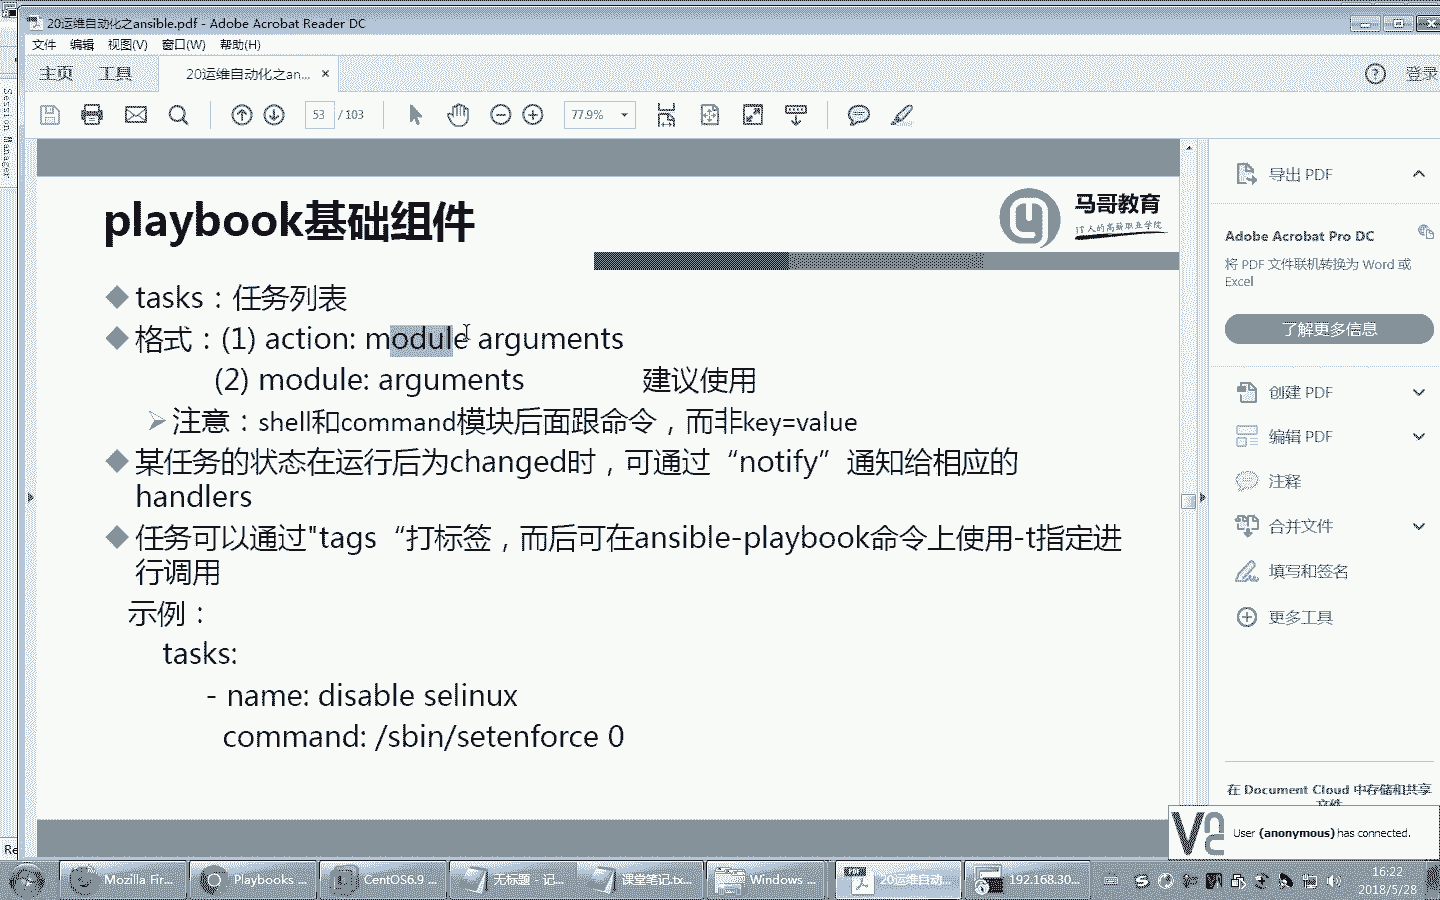 20运维自动化之ansible.pdf - Adobe Acrobat Reader DC
文件 编辑 视图(V) 窗口(W) 帮助(H)
主页 工具 20运维自动化之an... × ? 登录
53 / 103 77.9%
Session Manager
playbook基础组件
马哥教育
IT人的高薪职业学院
tasks：任务列表
格式：(1) action: module arguments
(2) module: arguments 建议使用
注意：shell和command模块后面跟命令，而非key=value
某任务的状态在运行后为changed时，可通过“notify”通知给相应的
handlers
任务可以通过"tags“打标签，而后可在ansible-playbook命令上使用-t指定进
行调用
示例：
tasks:
- name: disable selinux
command: /sbin/setenforce 0
导出 PDF
Adobe Acrobat Pro DC
将 PDF 文件联机转换为 Word 或
Excel
了解更多信息
创建 PDF
编辑 PDF
注释
合并文件
填写和签名
更多工具
在 Document Cloud 中存储和共享
文件
User (anonymous) has connected.
Re
Mozilla Fir... Playbooks ... CentOS6.9 ... 无标题 - 记... 课堂笔记.tx... Windows ... 20运维自动... 192.168.30...
16:22
2018/5/28